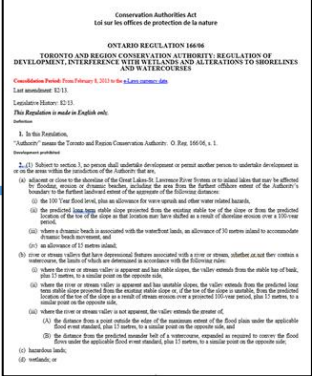 Conservation Authorities Act
Loi sur les offices de protection de la nature
ONTARIO REGULATION 166/06
TORONTO AND REGION CONSERVATION AUTHORITY: REGULATION OF
DEVELOPMENT, INTERFERENCE WITH WETLANDS AND ALTERATIONS TO SHORELINES
AND WATERCOURSES
Consolidation Period: From February 8, 2013 to the e-Laws currency date.
Last amendment: 82/13.
Legislative History: 82/13.
This Regulation is made in English only.
Definition
1. In this Regulation,
"Authority" means the Toronto and Region Conservation Authority. O. Reg. 166/06, s. 1.
Development prohibited
2. (1) Subject to section 3, no person shall undertake development or permit another person to undertake development in
or on the areas within the jurisdiction of the Authority that are,
(a) adjacent or close to the shoreline of the Great Lakes-St. Lawrence River System or to inland lakes that may be affected
by flooding, erosion or dynamic beaches, including the area from the furthest offshore extent of the Authority's
boundary to the furthest landward extent of the aggregate of the following distances:
(i) the 100 Year flood level, plus an allowance for wave uprush and other water related hazards,
(ii) the predicted long term stable slope projected from the existing stable toe of the slope or from the predicted
location of the toe of the slope as that location may have shifted as a result of shoreline erosion over a 100-year
period,
(iii) where a dynamic beach is associated with the waterfront lands, an allowance of 30 metres inland to accommodate
dynamic beach movement, and
(iv) an allowance of 15 metres inland;
(b) river or stream valleys that have depressional features associated with a river or stream, whether or not they contain a
watercourse, the limits of which are determined in accordance with the following rules:
(i) where the river or stream valley is apparent and has stable slopes, the valley extends from the stable top of bank,
plus 15 metres, to a similar point on the opposite side,
(ii) where the river or stream valley is apparent and has unstable slopes, the valley extends from the predicted long
term stable slope projected from the existing stable slope or, if the toe of the slope is unstable, from the predicted
location of the toe of the slope as a result of stream erosion over a projected 100-year period, plus 15 metres, to a
similar point on the opposite side,
(iii) where the river or stream valley is not apparent, the valley extends the greater of,
(A) the distance from a point outside the edge of the maximum extent of the flood plain under the applicable
flood event standard, plus 15 metres, to a similar point on the opposite side, and
(B) the distance from the predicted meander belt of a watercourse, expanded as required to convey the flood
flows under the applicable flood event standard, plus 15 metres, to a similar point on the opposite side;
(c) hazardous lands;
(d) wetlands; or